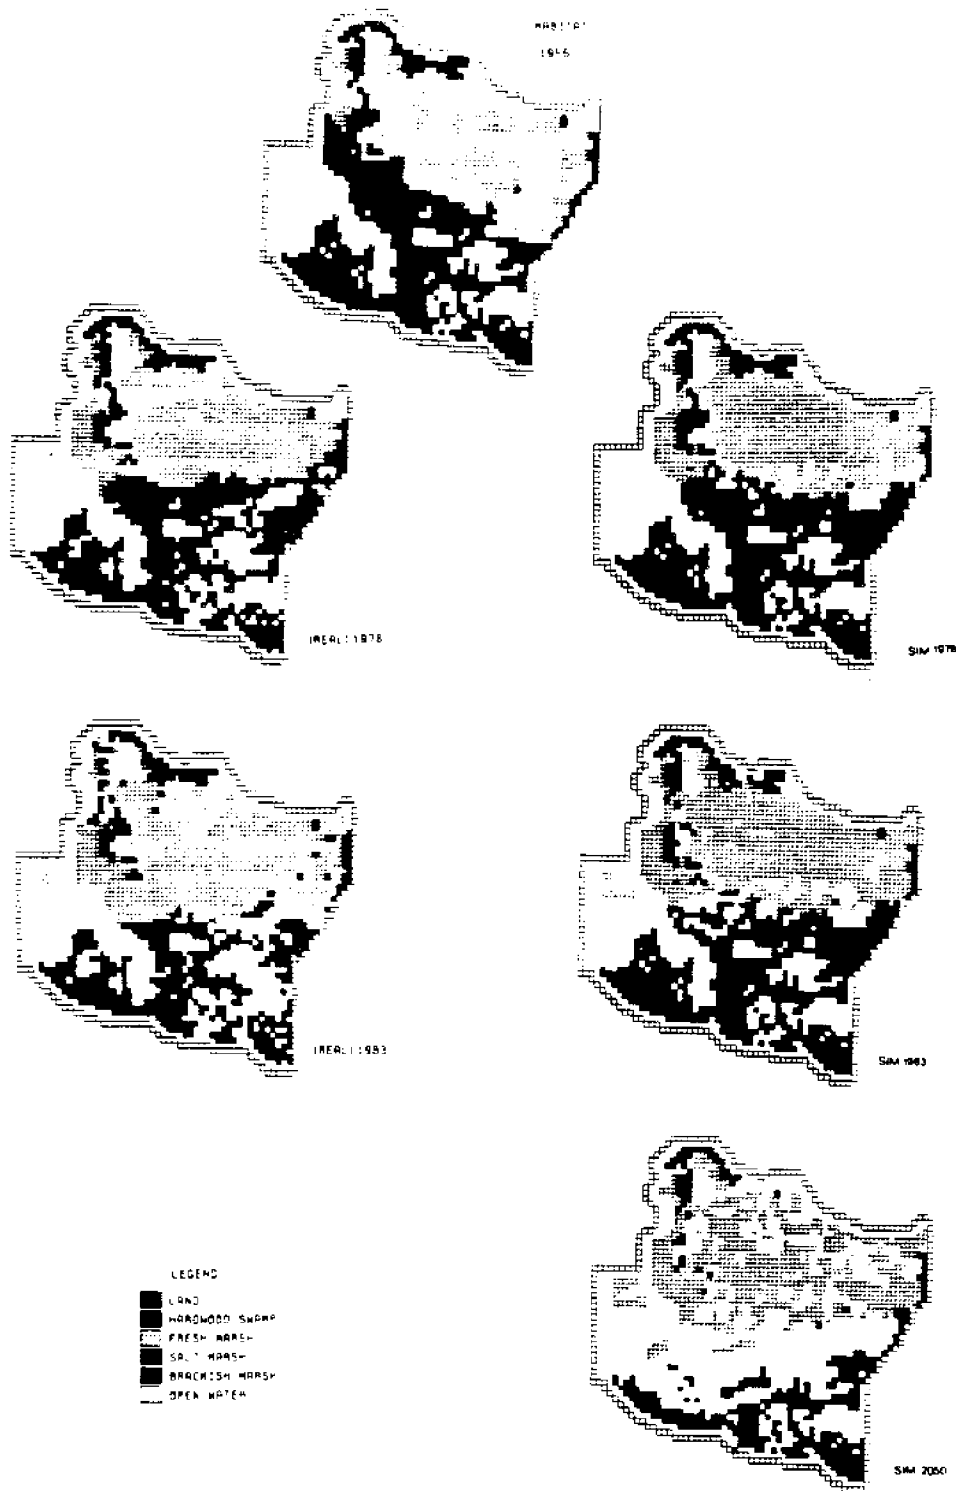 HABITAT
1956
(REAL) 1978
SIM 1978
(REAL) 1983
SIM 1983
LEGEND
LAND
HARDWOOD SWAMP
FRESH MARSH
SALT MARSH
BRACKISH MARSH
OPEN WATER
SIM 2050